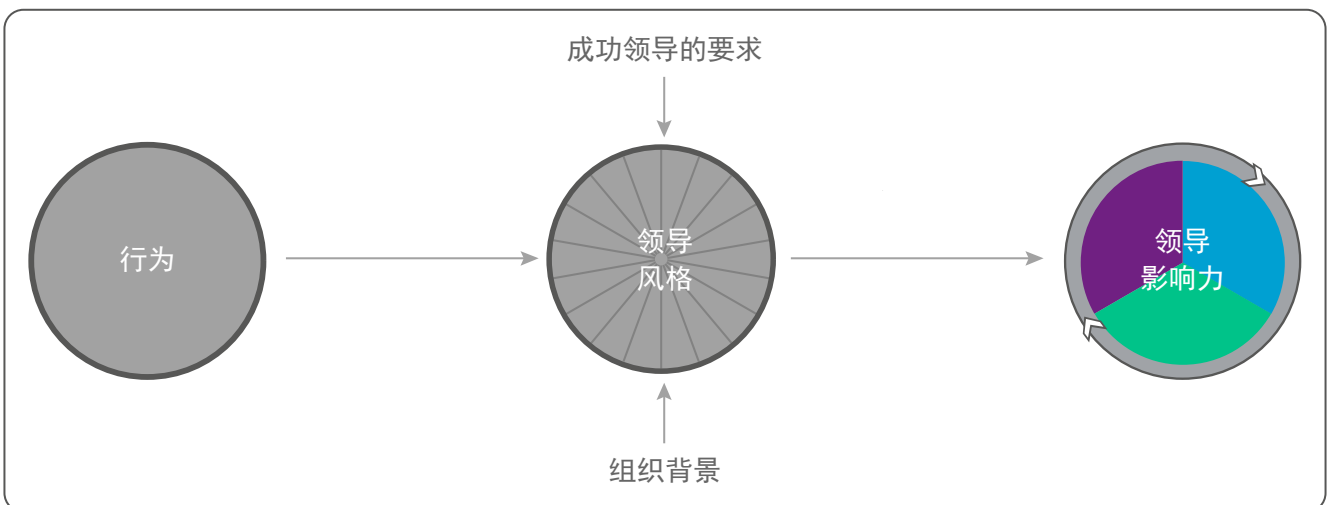 成功领导的要求
行为
领导
风格
领导
影响力
组织背景